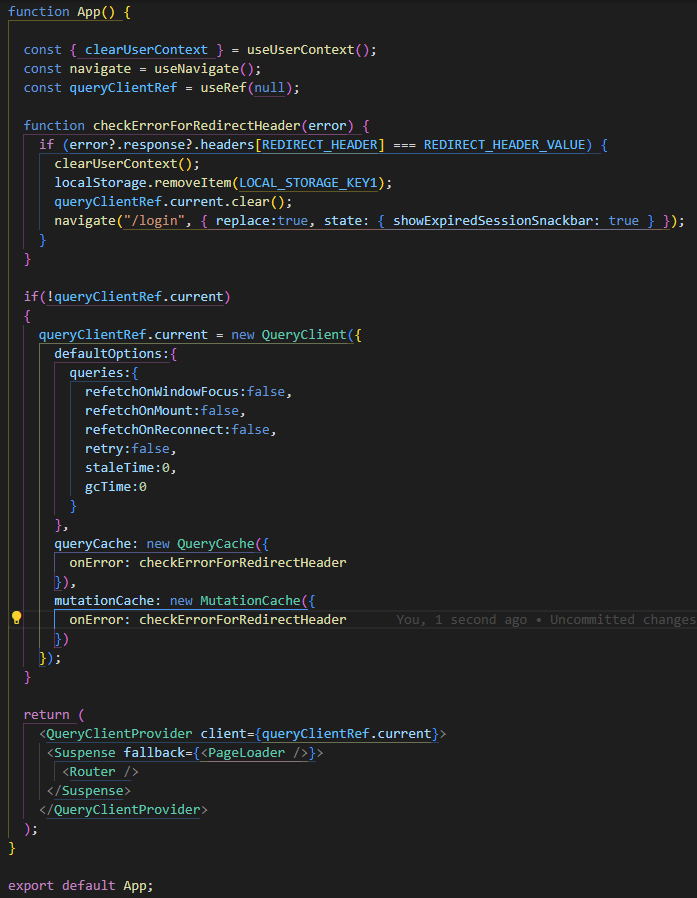 function App() {
const { clearUserContext } = useUserContext();
const navigate = useNavigate();
const queryClientRef = useRef(null);
function checkErrorForRedirectHeader(error) {
if (error?.response?.headers[REDIRECT_HEADER] === REDIRECT_HEADER_VALUE) {
clearUserContext();
localStorage.removeItem(LOCAL_STORAGE_KEY1);
queryClientRef.current.clear();
navigate("/login", { replace:true, state: { showExpiredSessionSnackbar: true } });
}
}
if(!queryClientRef.current)
{
queryClientRef.current = new QueryClient({
defaultOptions:{
queries:{
refetchOnWindowFocus:false,
refetchOnMount:false,
refetchOnReconnect:false,
retry:false,
staleTime:0,
gcTime:0
}
},
queryCache: new QueryCache({
onError: checkErrorForRedirectHeader
}),
mutationCache: new MutationCache({
onError: checkErrorForRedirectHeader You, 1 second ago • Uncommitted changes
})
});
}
return (
<QueryClientProvider client={queryClientRef.current}>
<Suspense fallback={<PageLoader />}>
<Router />
</Suspense>
</QueryClientProvider>
);
}
export default App;